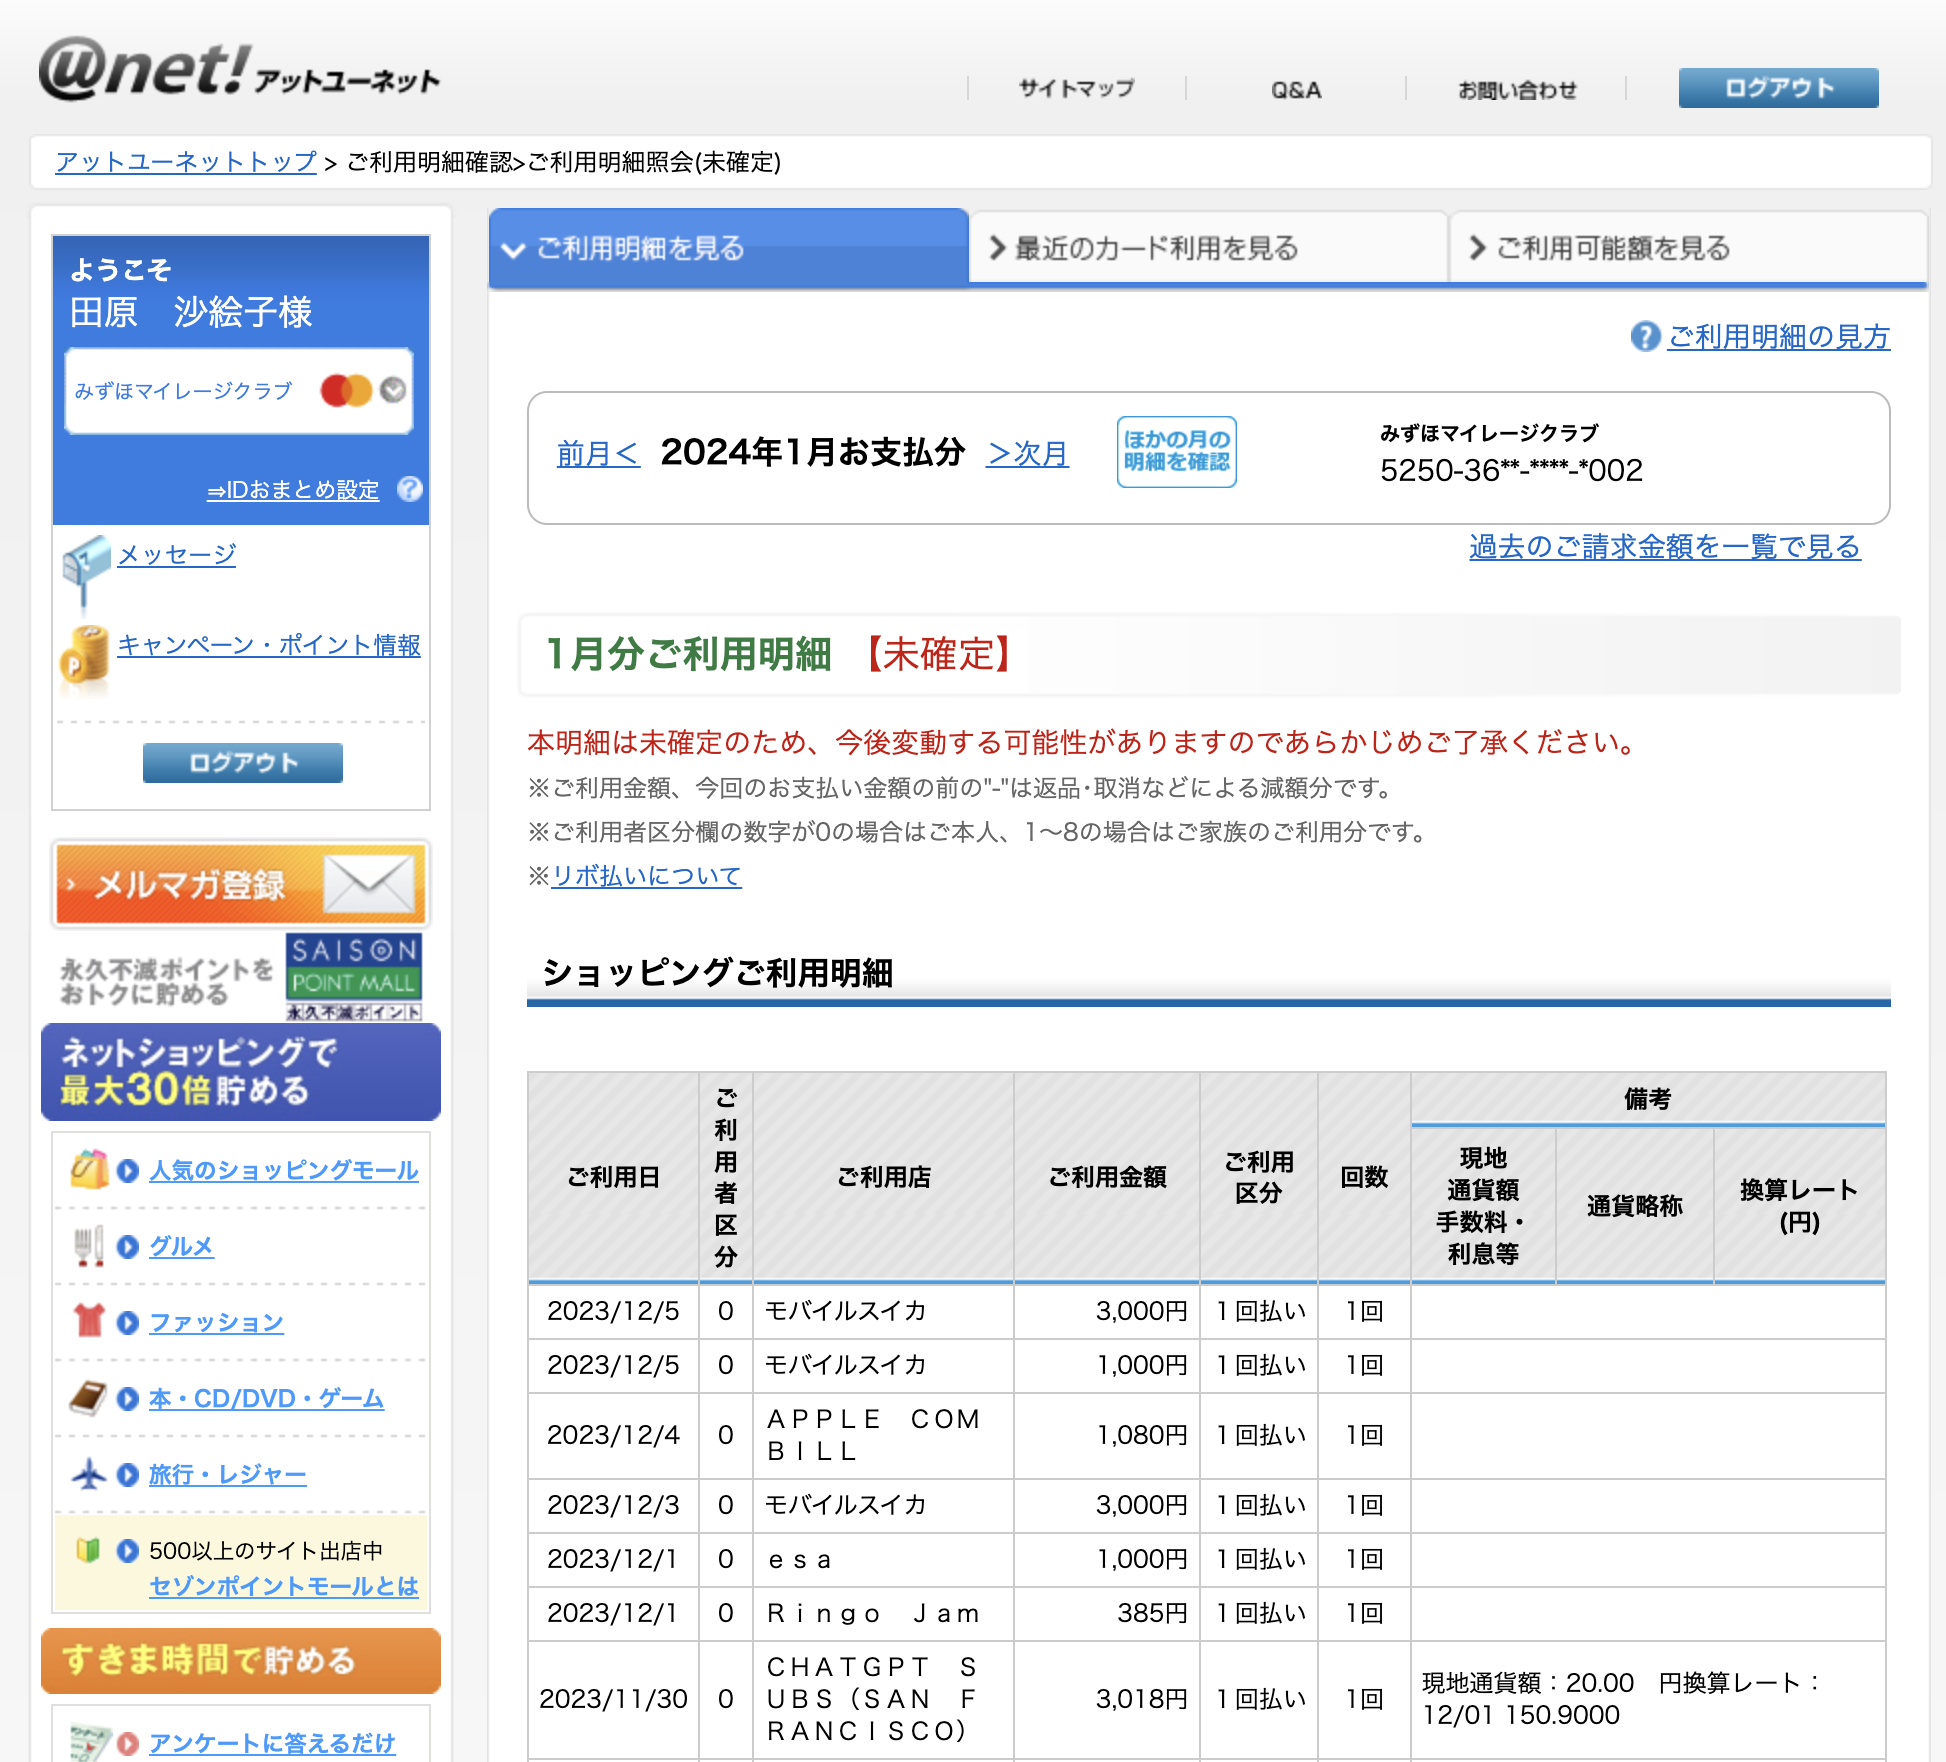 @unet! アットユーネット
サイトマップ
Q&A
お問い合わせ
ログアウト
アットユーネットトップ > ご利用明細確認>ご利用明細照会(未確定)
ようこそ
田原　沙絵子様
みずほマイレージクラブ
⇒IDおまとめ設定 ?
メッセージ
キャンペーン・ポイント情報
ログアウト
メルマガ登録
永久不滅ポイントを
おトクに貯める
SAISON
POINT MALL
永久不滅ポイント
ネットショッピングで
最大30倍貯める
人気のショッピングモール
グルメ
ファッション
本・CD/DVD・ゲーム
旅行・レジャー
500以上のサイト出店中
セゾンポイントモールとは
すきま時間で貯める
アンケートに答えるだけ
ご利用明細を見る
最近のカード利用を見る
ご利用可能額を見る
? ご利用明細の見方
前月< 2024年1月お支払分 >次月
ほかの月の
明細を確認
みずほマイレージクラブ
5250-36**-****-*002
過去のご請求金額を一覧で見る
1月分ご利用明細 【未確定】
本明細は未確定のため、今後変動する可能性がありますのであらかじめご了承ください。
※ご利用金額、今回のお支払い金額の前の"-"は返品･取消などによる減額分です。
※ご利用者区分欄の数字が0の場合はご本人、1〜8の場合はご家族のご利用分です。
※リボ払いについて
ショッピングご利用明細
ご利用日
ご利用者区分
ご利用店
ご利用金額
ご利用
区分
回数
備考
現地
通貨額
手数料・
利息等
通貨略称
換算レート
(円)
2023/12/5 0 モバイルスイカ 3,000円 １回払い 1回
2023/12/5 0 モバイルスイカ 1,000円 １回払い 1回
2023/12/4 0 ＡＰＰＬＥ　ＣＯＭ
ＢＩＬＬ 1,080円 １回払い 1回
2023/12/3 0 モバイルスイカ 3,000円 １回払い 1回
2023/12/1 0 ｅｓａ 1,000円 １回払い 1回
2023/12/1 0 Ｒｉｎｇｏ　Ｊａｍ 385円 １回払い 1回
2023/11/30 0 ＣＨＡＴＧＰＴ　Ｓ
ＵＢＳ（ＳＡＮ　Ｆ
ＲＡＮＣＩＳＣＯ） 3,018円 １回払い 1回 現地通貨額：20.00　円換算レート：
12/01 150.9000